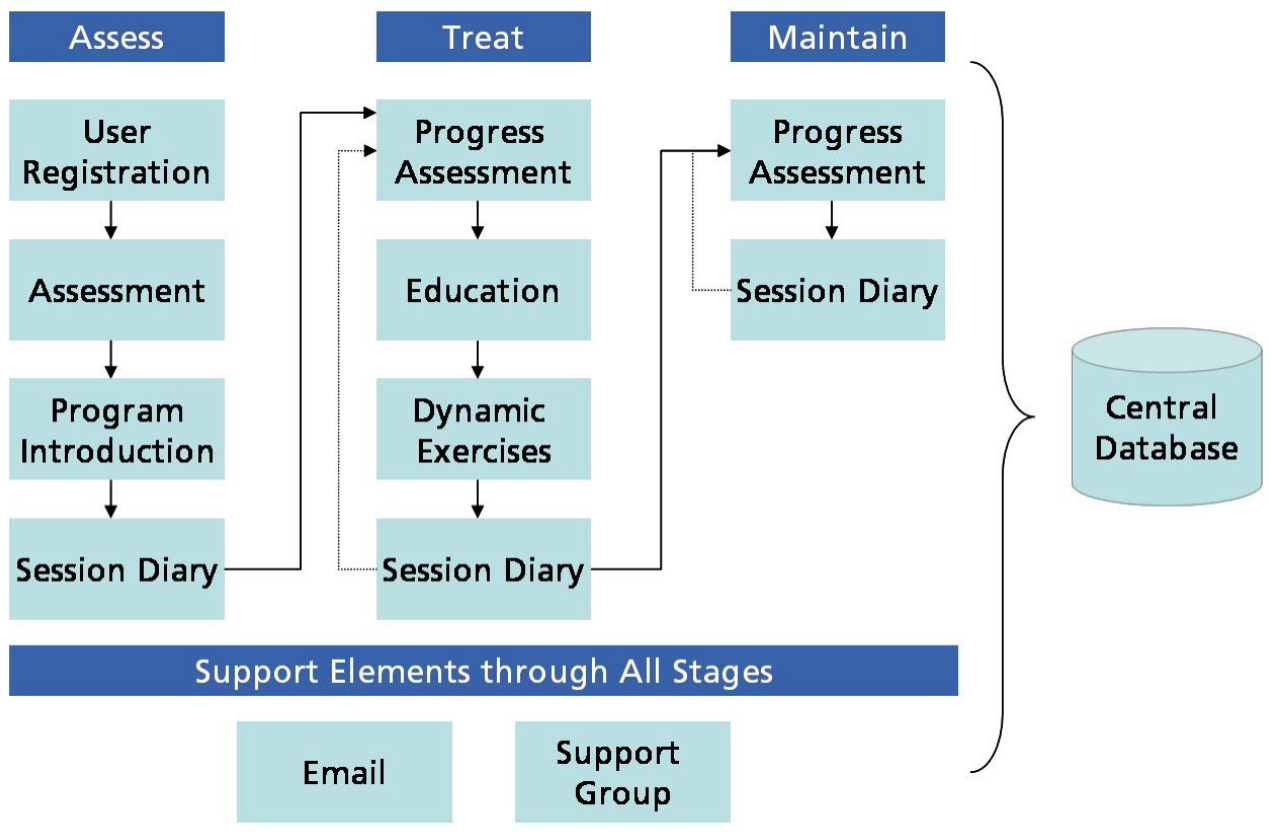 Assess
User
Registration
Assessment
Program
Introduction
Session Diary
Treat
Progress
Assessment
Education
Dynamic
Exercises
Session Diary
Maintain
Progress
Assessment
Session Diary
Central
Database
Support Elements through All Stages
Email
Support
Group